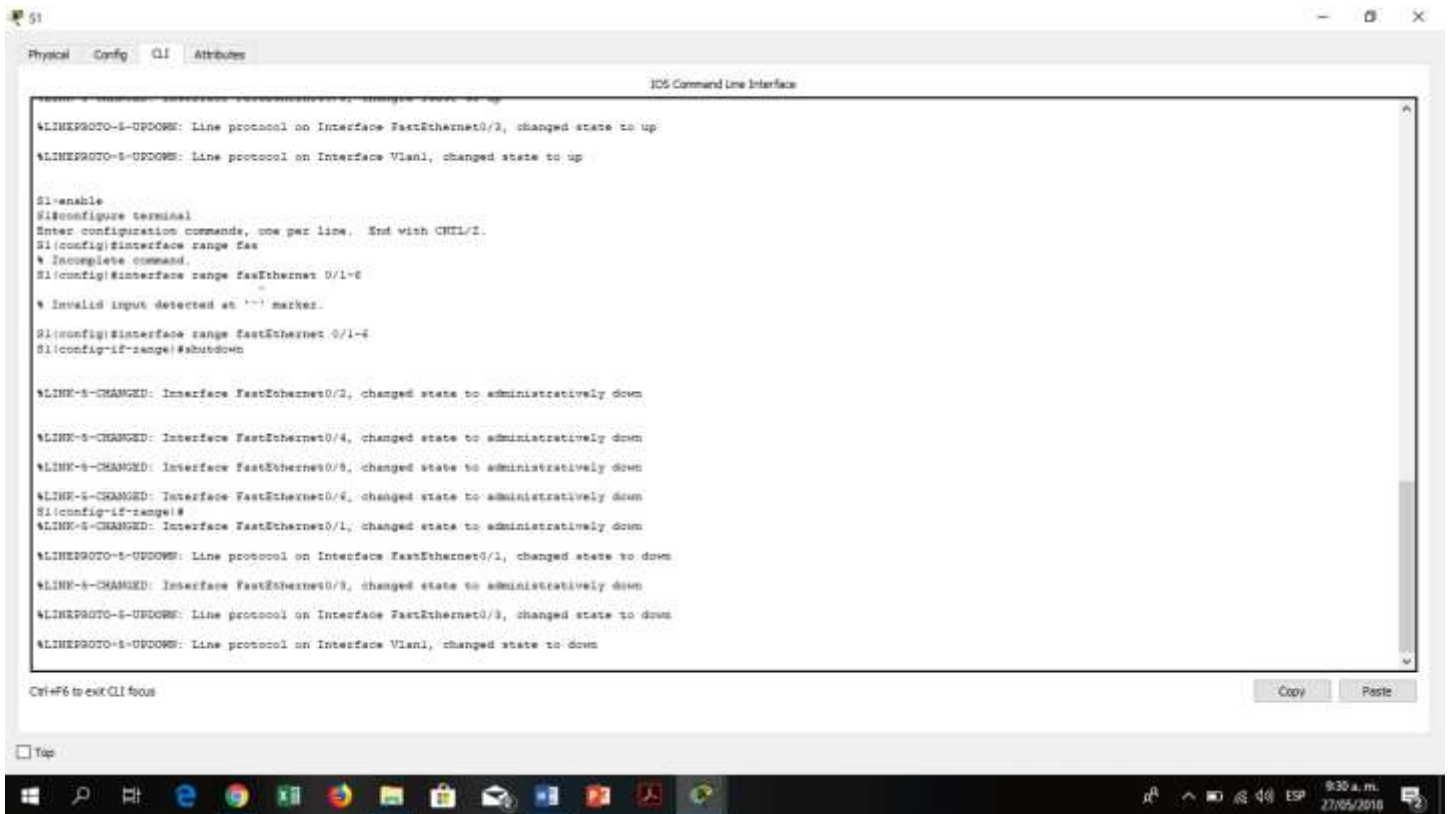 S1
Physical Config CLI Attributes
IOS Command Line Interface
%LINEPROTO-5-UPDOWN: Line protocol on Interface FastEthernet0/3, changed state to up
%LINEPROTO-5-UPDOWN: Line protocol on Interface Vlan1, changed state to up
S1>enable
S1#configure terminal
Enter configuration commands, one per line. End with CNTL/Z.
S1(config)#interface range fas
% Incomplete command.
S1(config)#interface range fasEthernet 0/1-6
^
% Invalid input detected at '^' marker.
S1(config)#interface range fastEthernet 0/1-6
S1(config-if-range)#shutdown
%LINK-5-CHANGED: Interface FastEthernet0/2, changed state to administratively down
%LINK-5-CHANGED: Interface FastEthernet0/4, changed state to administratively down
%LINK-5-CHANGED: Interface FastEthernet0/5, changed state to administratively down
%LINK-5-CHANGED: Interface FastEthernet0/6, changed state to administratively down
S1(config-if-range)#
%LINK-5-CHANGED: Interface FastEthernet0/1, changed state to administratively down
%LINEPROTO-5-UPDOWN: Line protocol on Interface FastEthernet0/1, changed state to down
%LINK-5-CHANGED: Interface FastEthernet0/3, changed state to administratively down
%LINEPROTO-5-UPDOWN: Line protocol on Interface FastEthernet0/3, changed state to down
%LINEPROTO-5-UPDOWN: Line protocol on Interface Vlan1, changed state to down
Ctrl+F6 to exit CLI focus
Copy Paste
Top
ESP
9:30 a. m.
27/05/2018